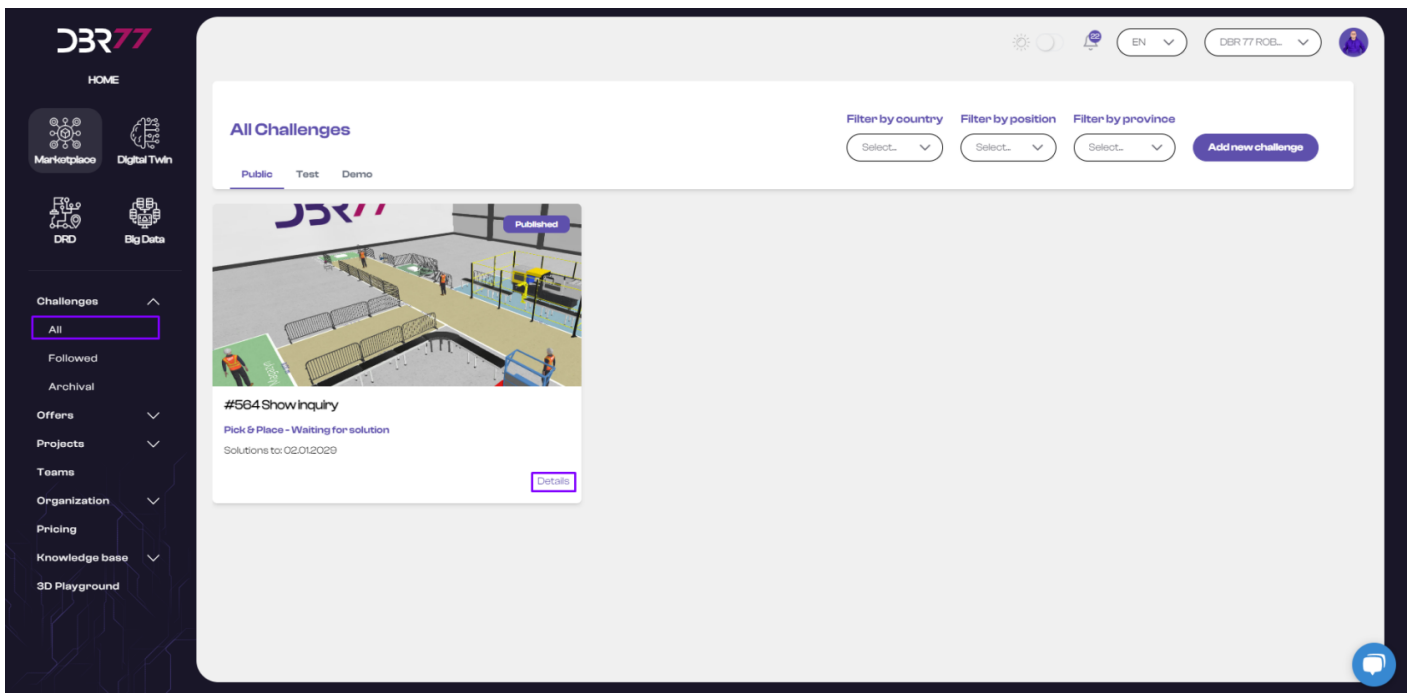 DBR77
HOME
Marketplace
Digital Twin
DRD
Big Data
Challenges
All
Followed
Archival
Offers
Projects
Teams
Organization
Pricing
Knowledge base
3D Playground
22
EN
DBR 77 ROB...
All Challenges
Public Test Demo
Filter by country
Select...
Filter by position
Select...
Filter by province
Select...
Add new challenge
DBR77
Published
#564 Show inquiry
Pick & Place - Waiting for solution
Solutions to: 02.01.2029
Details